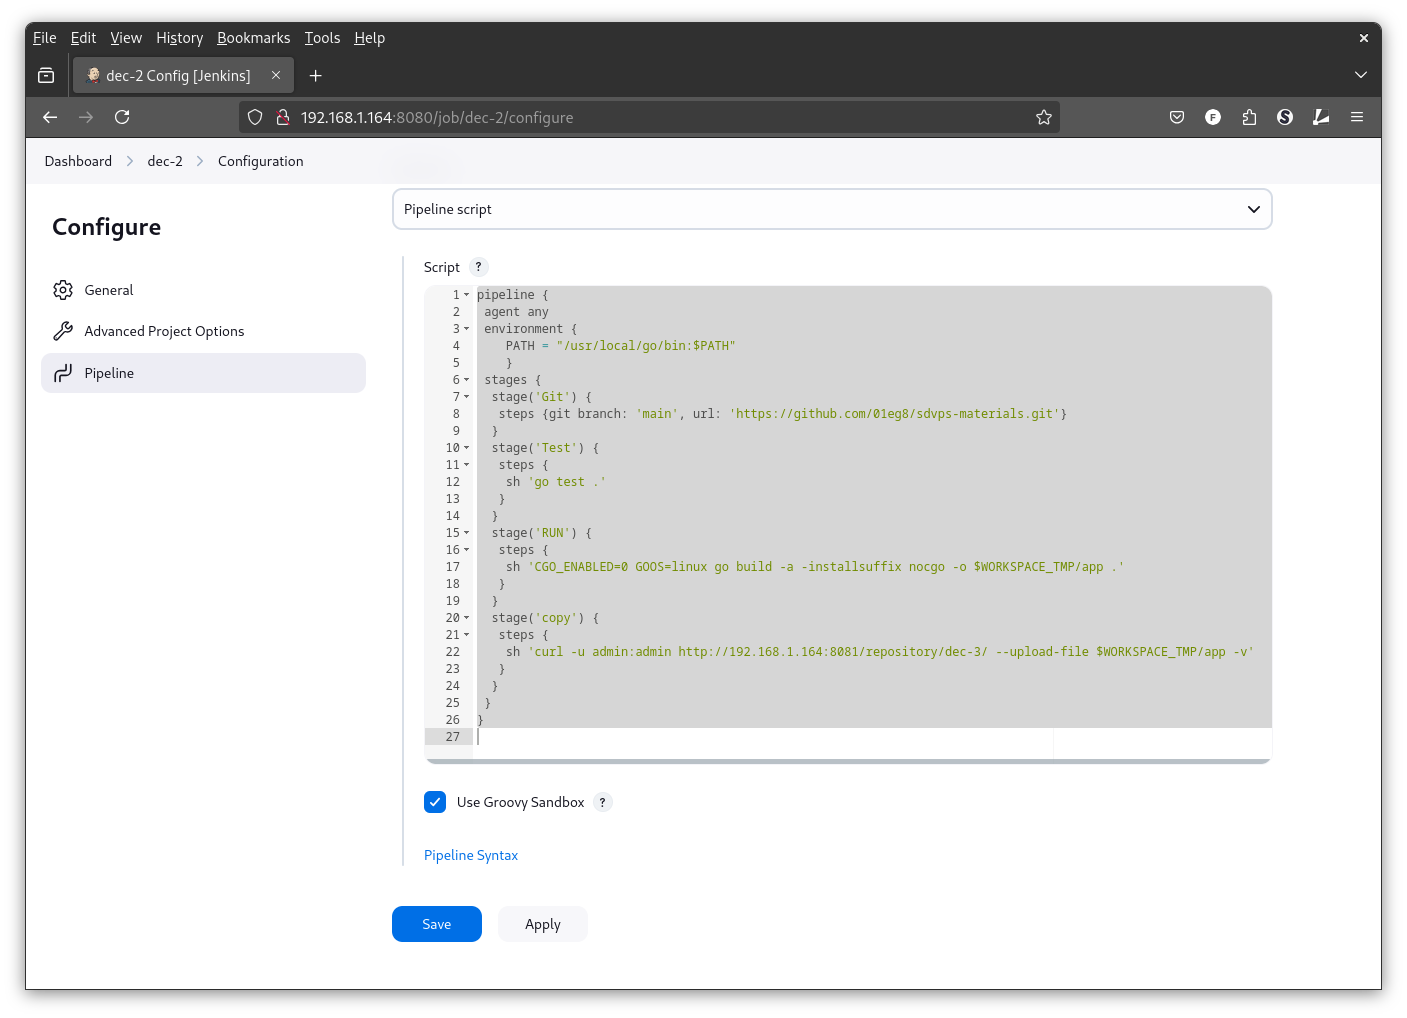 File Edit View History Bookmarks Tools Help
dec-2 Config [Jenkins]
192.168.1.164:8080/job/dec-2/configure
Dashboard dec-2 Configuration
Configure
General
Advanced Project Options
Pipeline
Pipeline script
Script ?
1 pipeline {
2  agent any
3  environment {
4     PATH = "/usr/local/go/bin:$PATH"
5     }
6  stages {
7   stage('Git') {
8    steps {git branch: 'main', url: 'https://github.com/01eg8/sdvps-materials.git'}
9   }
10   stage('Test') {
11    steps {
12     sh 'go test .'
13    }
14   }
15   stage('RUN') {
16    steps {
17     sh 'CGO_ENABLED=0 GOOS=linux go build -a -installsuffix nocgo -o $WORKSPACE_TMP/app .'
18    }
19   }
20   stage('copy') {
21    steps {
22     sh 'curl -u admin:admin http://192.168.1.164:8081/repository/dec-3/ --upload-file $WORKSPACE_TMP/app -v'
23    }
24   }
25  }
26 }
27
Use Groovy Sandbox ?
Pipeline Syntax
Save Apply